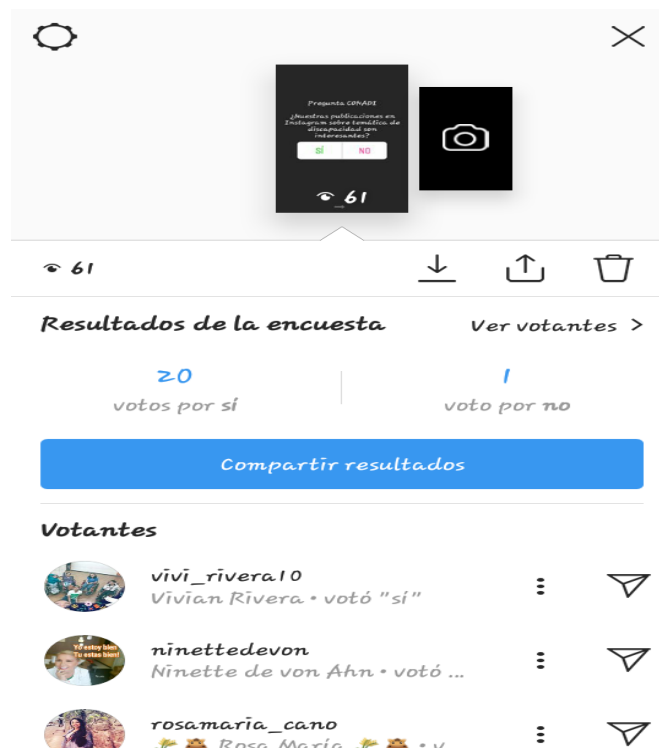 Pregunta CONADI
¿Nuestras publicaciones en
Instagram sobre temática de
discapacidad son
interesantes?
SÍ NO
61
61
Resultados de la encuesta Ver votantes >
20 1
votos por sí voto por no
Compartir resultados
Votantes
vivi_rivera10
Vivian Rivera • votó "sí"
Yo estoy bien
Tu estas bien!
ninettedevon
Ninette de von Ahn • votó ...
rosamaria_cano
Rosa María • v